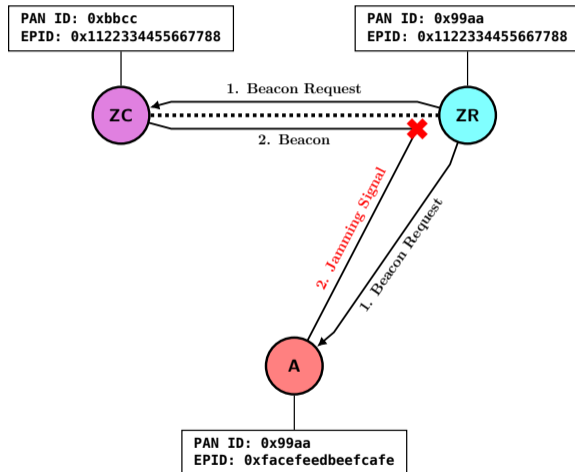 PAN ID: 0xbbcc
EPID: 0x1122334455667788
PAN ID: 0x99aa
EPID: 0x1122334455667788
1. Beacon Request
ZC
ZR
2. Beacon
2. Jamming Signal
1. Beacon Request
A
PAN ID: 0x99aa
EPID: 0xfacefeedbeefcafe